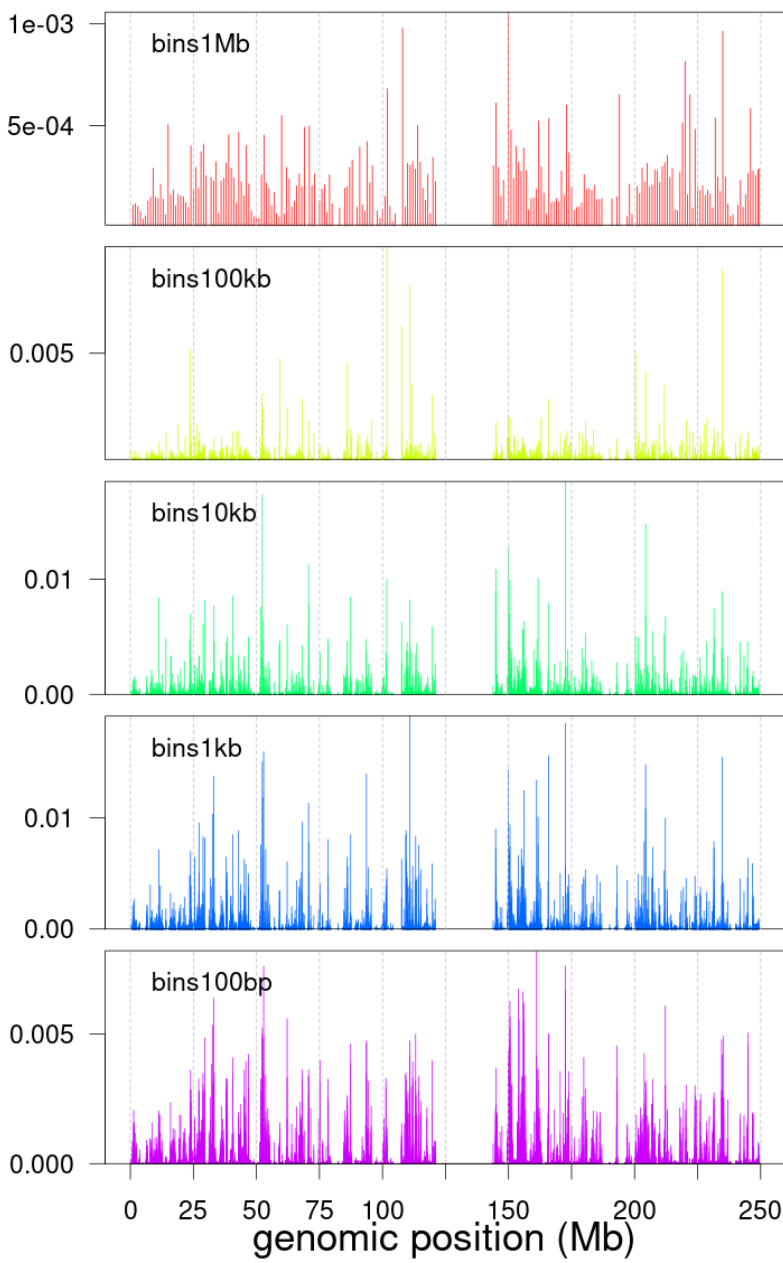 1e-03
bins1Mb
5e-04
bins100kb
0.005
bins10kb
0.01
0.00
bins1kb
0.01
0.00
bins100bp
0.005
0.000
0 25 50 75 100 150 200 250
genomic position (Mb)